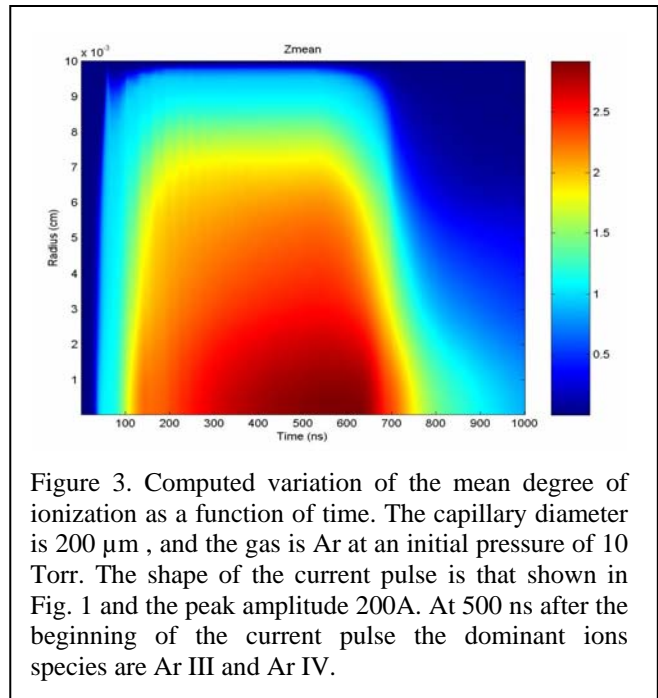 Zmean
x 10⁻³
10
9
8
7
6
5
4
3
2
1
Radius (cm)
100 200 300 400 500 600 700 800 900 1000
Time (ns)
2.5
2
1.5
1
0.5
Figure 3. Computed variation of the mean degree of
ionization as a function of time. The capillary diameter
is 200 µm , and the gas is Ar at an initial pressure of 10
Torr. The shape of the current pulse is that shown in
Fig. 1 and the peak amplitude 200A. At 500 ns after the
beginning of the current pulse the dominant ions
species are Ar III and Ar IV.